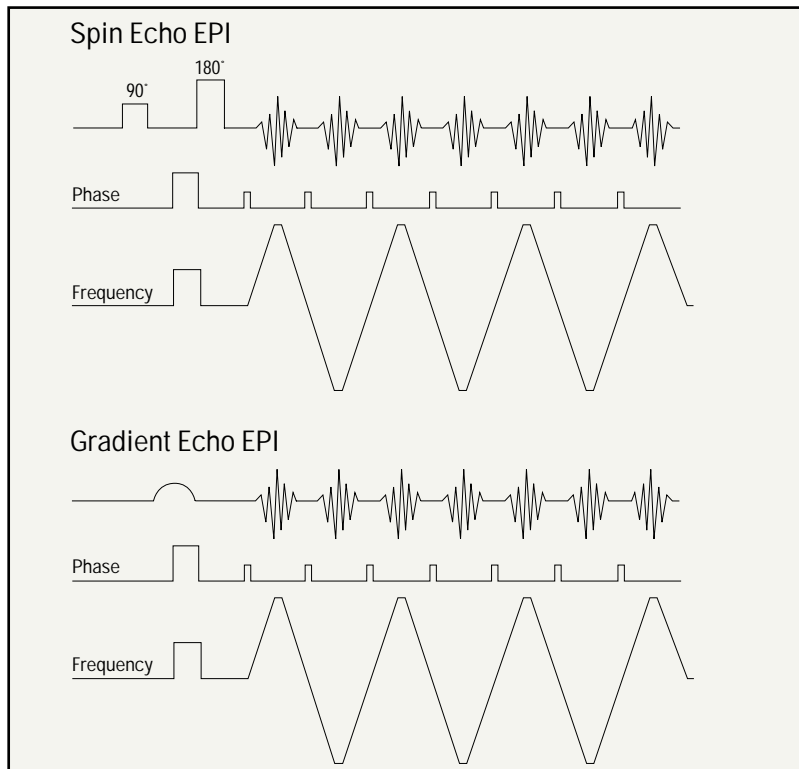 Spin Echo EPI
180°
90°
Phase
Frequency
Gradient Echo EPI
Phase
Frequency